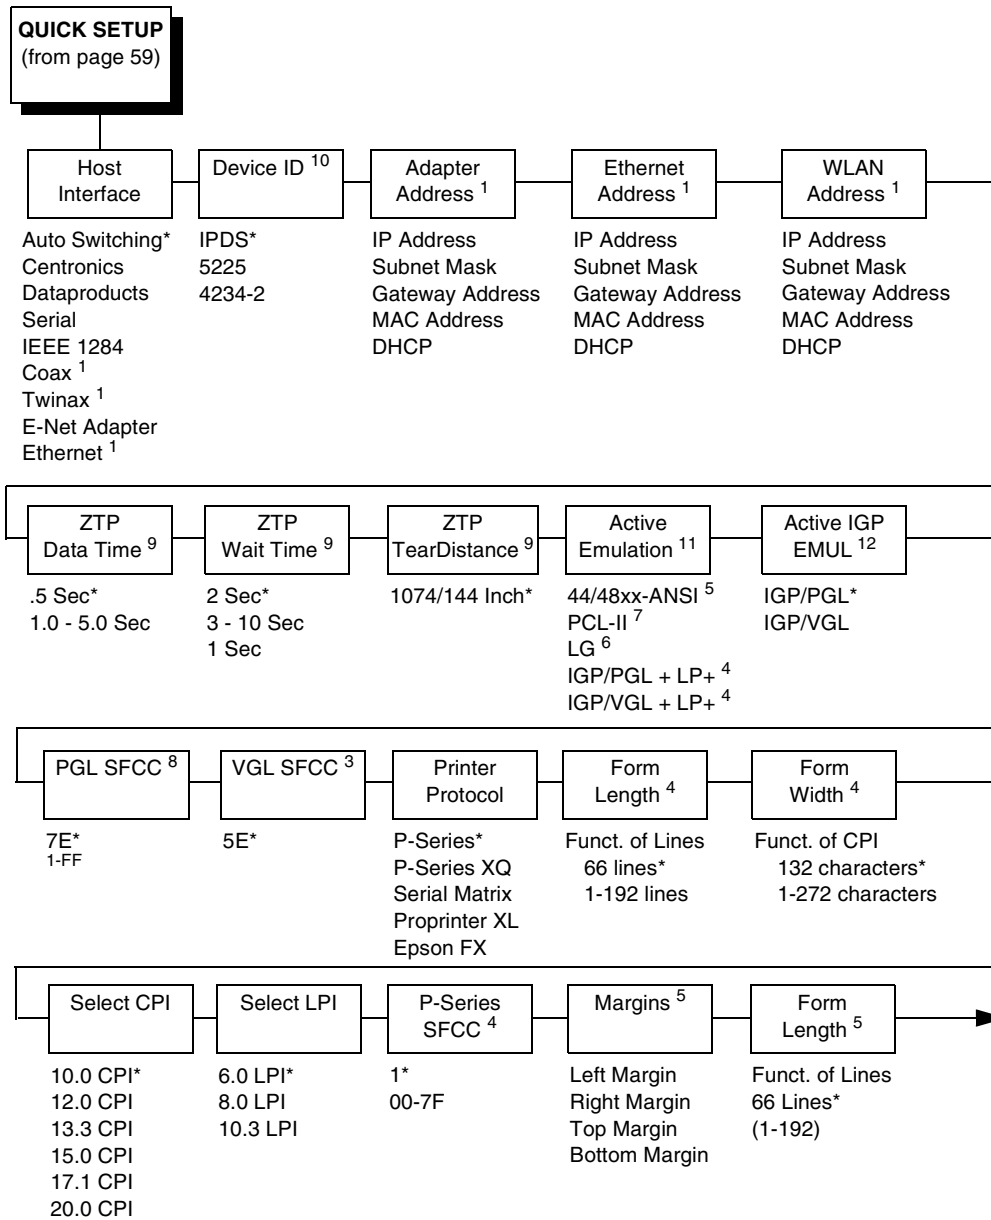 QUICK SETUP
(from page 59)
Host
Interface
Auto Switching*
Centronics
Dataproducts
Serial
IEEE 1284
Coax 1
Twinax 1
E-Net Adapter
Ethernet 1
Device ID 10
IPDS*
5225
4234-2
Adapter
Address 1
IP Address
Subnet Mask
Gateway Address
MAC Address
DHCP
Ethernet
Address 1
IP Address
Subnet Mask
Gateway Address
MAC Address
DHCP
WLAN
Address 1
IP Address
Subnet Mask
Gateway Address
MAC Address
DHCP
ZTP
Data Time 9
.5 Sec*
1.0 - 5.0 Sec
ZTP
Wait Time 9
2 Sec*
3 - 10 Sec
1 Sec
ZTP
TearDistance 9
1074/144 Inch*
Active
Emulation 11
44/48xx-ANSI 5
PCL-II 7
LG 6
IGP/PGL + LP+ 4
IGP/VGL + LP+ 4
Active IGP
EMUL 12
IGP/PGL*
IGP/VGL
PGL SFCC 8
7E*
1-FF
VGL SFCC 3
5E*
Printer
Protocol
P-Series*
P-Series XQ
Serial Matrix
Proprinter XL
Epson FX
Form
Length 4
Funct. of Lines
66 lines*
1-192 lines
Form
Width 4
Funct. of CPI
132 characters*
1-272 characters
Select CPI
10.0 CPI*
12.0 CPI
13.3 CPI
15.0 CPI
17.1 CPI
20.0 CPI
Select LPI
6.0 LPI*
8.0 LPI
10.3 LPI
P-Series
SFCC 4
1*
00-7F
Margins 5
Left Margin
Right Margin
Top Margin
Bottom Margin
Form
Length 5
Funct. of Lines
66 Lines*
(1-192)